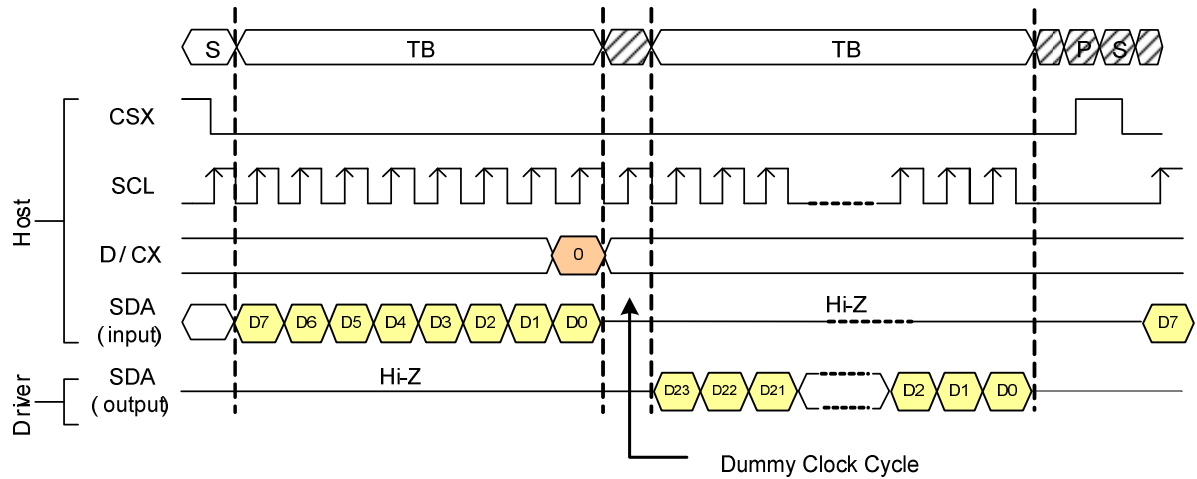 S TB TB P S
CSX
SCL
D/CX 0
SDA
(input) D7 D6 D5 D4 D3 D2 D1 D0 Hi-Z D7
SDA
(output) Hi-Z D23 D22 D21 D2 D1 D0
Host
Driver
Dummy Clock Cycle